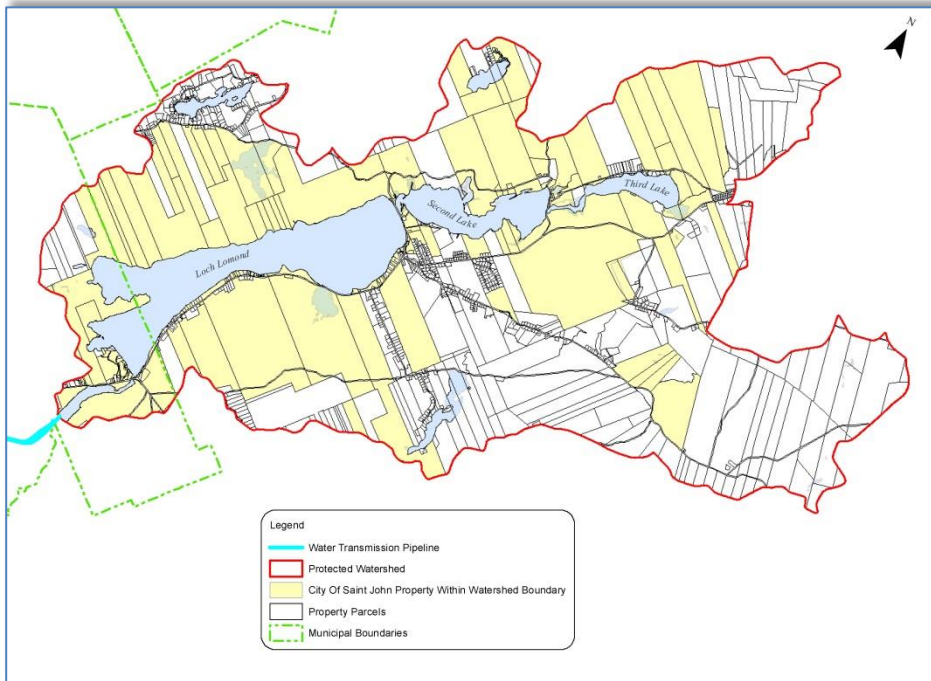 N
Third Lake
Second Lake
Loch Lomond
Legend
Water Transmission Pipeline
Protected Watershed
City Of Saint John Property Within Watershed Boundary
Property Parcels
Municipal Boundaries